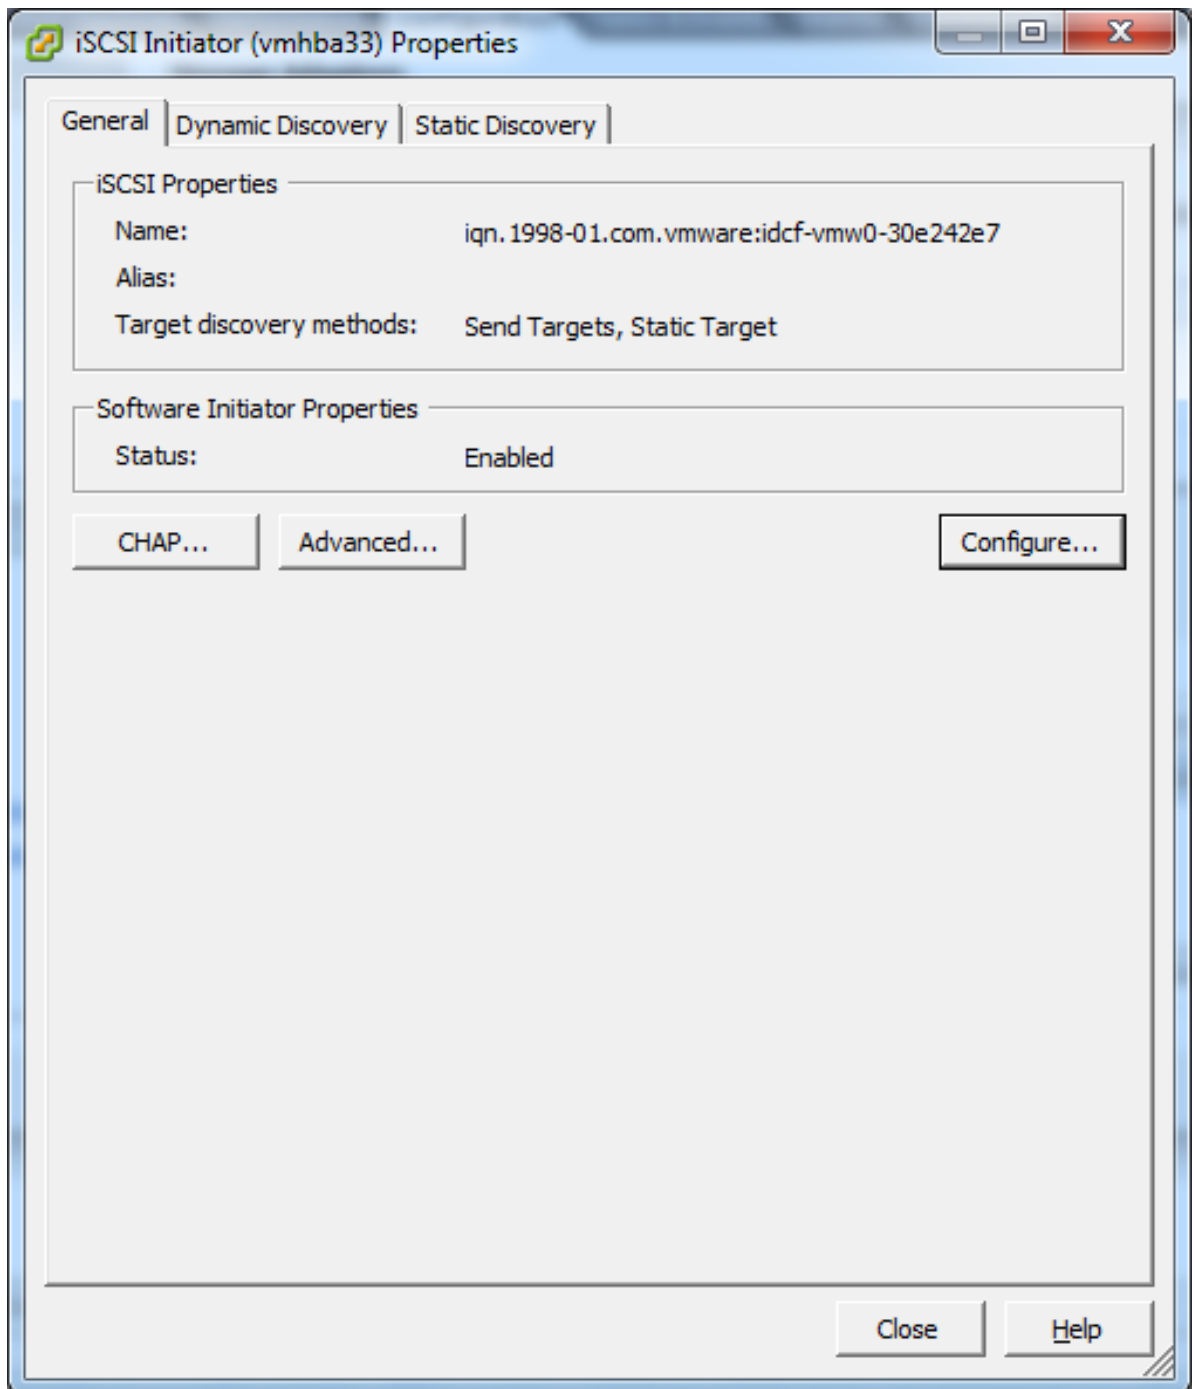 iSCSI Initiator (vmhba33) Properties
General Dynamic Discovery Static Discovery
iSCSI Properties
Name: iqn.1998-01.com.vmware:idcf-vmw0-30e242e7
Alias:
Target discovery methods: Send Targets, Static Target
Software Initiator Properties
Status: Enabled
CHAP... Advanced... Configure...
Close Help